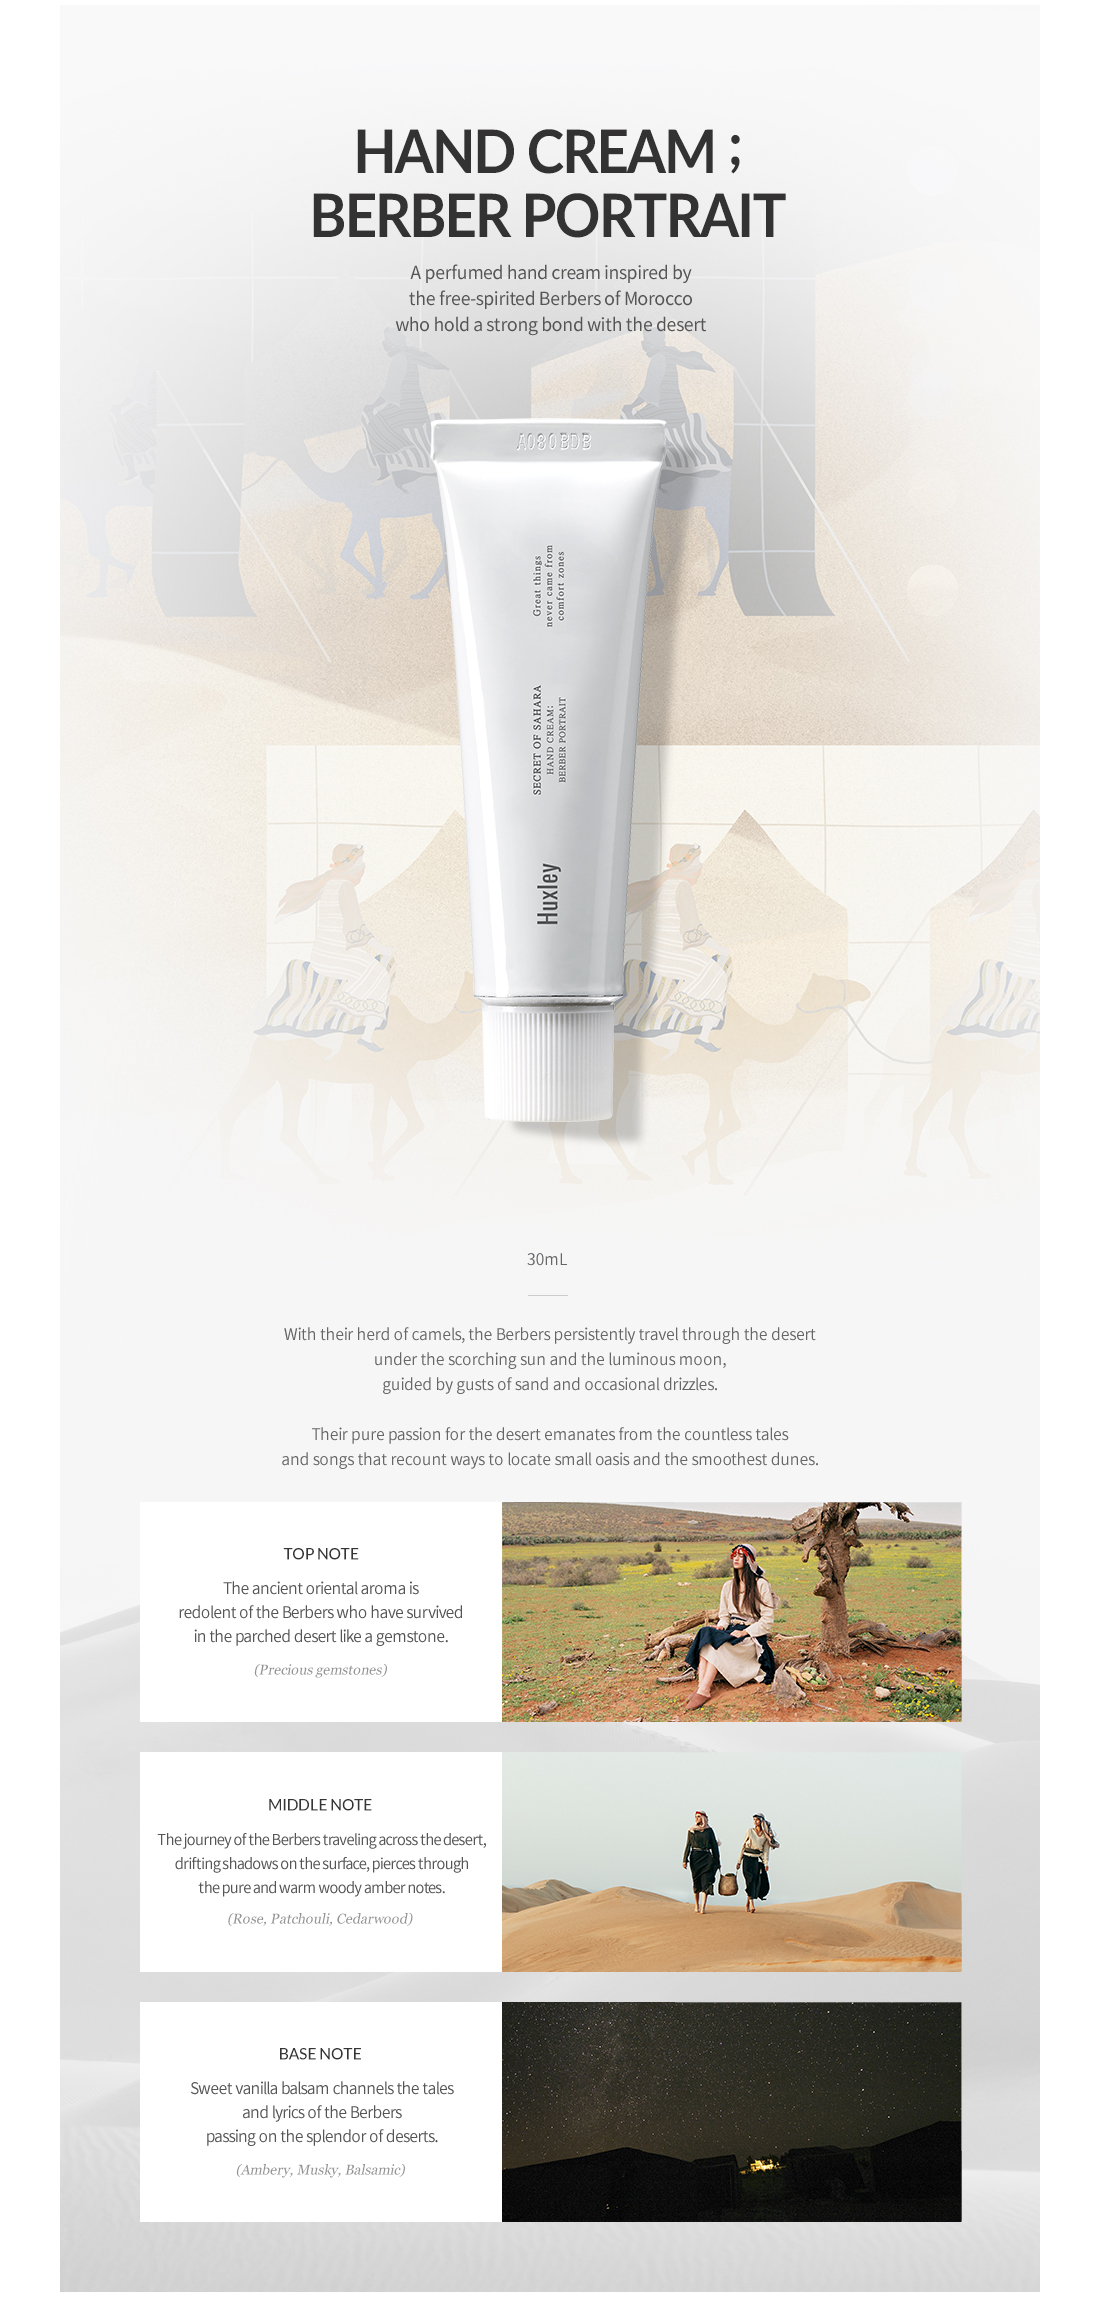 HAND CREAM ;
BERBER PORTRAIT
A perfumed hand cream inspired by
the free-spirited Berbers of Morocco
who hold a strong bond with the desert
A080BDB
Great things
never came from
comfort zones
SECRET OF SAHARA
HAND CREAM;
BERBER PORTRAIT
Huxley
30mL
With their herd of camels, the Berbers persistently travel through the desert
under the scorching sun and the luminous moon,
guided by gusts of sand and occasional drizzles.
Their pure passion for the desert emanates from the countless tales
and songs that recount ways to locate small oasis and the smoothest dunes.
TOP NOTE
The ancient oriental aroma is
redolent of the Berbers who have survived
in the parched desert like a gemstone.
(Precious gemstones)
MIDDLE NOTE
The journey of the Berbers traveling across the desert,
drifting shadows on the surface, pierces through
the pure and warm woody amber notes.
(Rose, Patchouli, Cedarwood)
BASE NOTE
Sweet vanilla balsam channels the tales
and lyrics of the Berbers
passing on the splendor of deserts.
(Ambery, Musky, Balsamic)